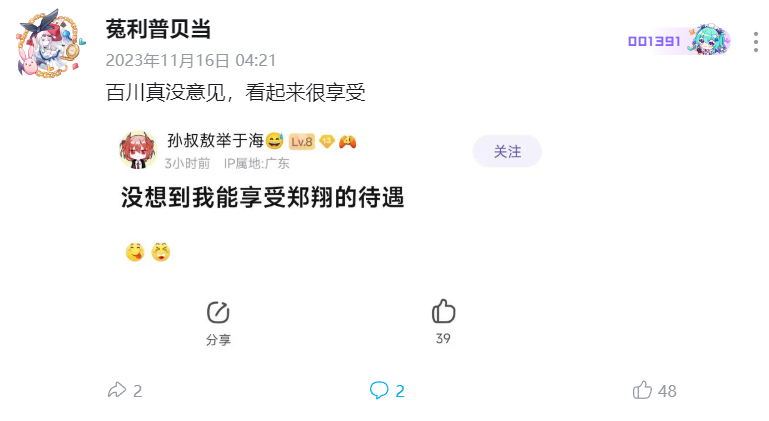 菟利普贝当
001391
2023年11月16日 04:21
百川真没意见，看起来很享受
孙叔敖举于海😅 Lv.8 13
关注
3小时前 IP属地:广东
没想到我能享受郑翔的待遇
😋😆
分享
39
2
2
48